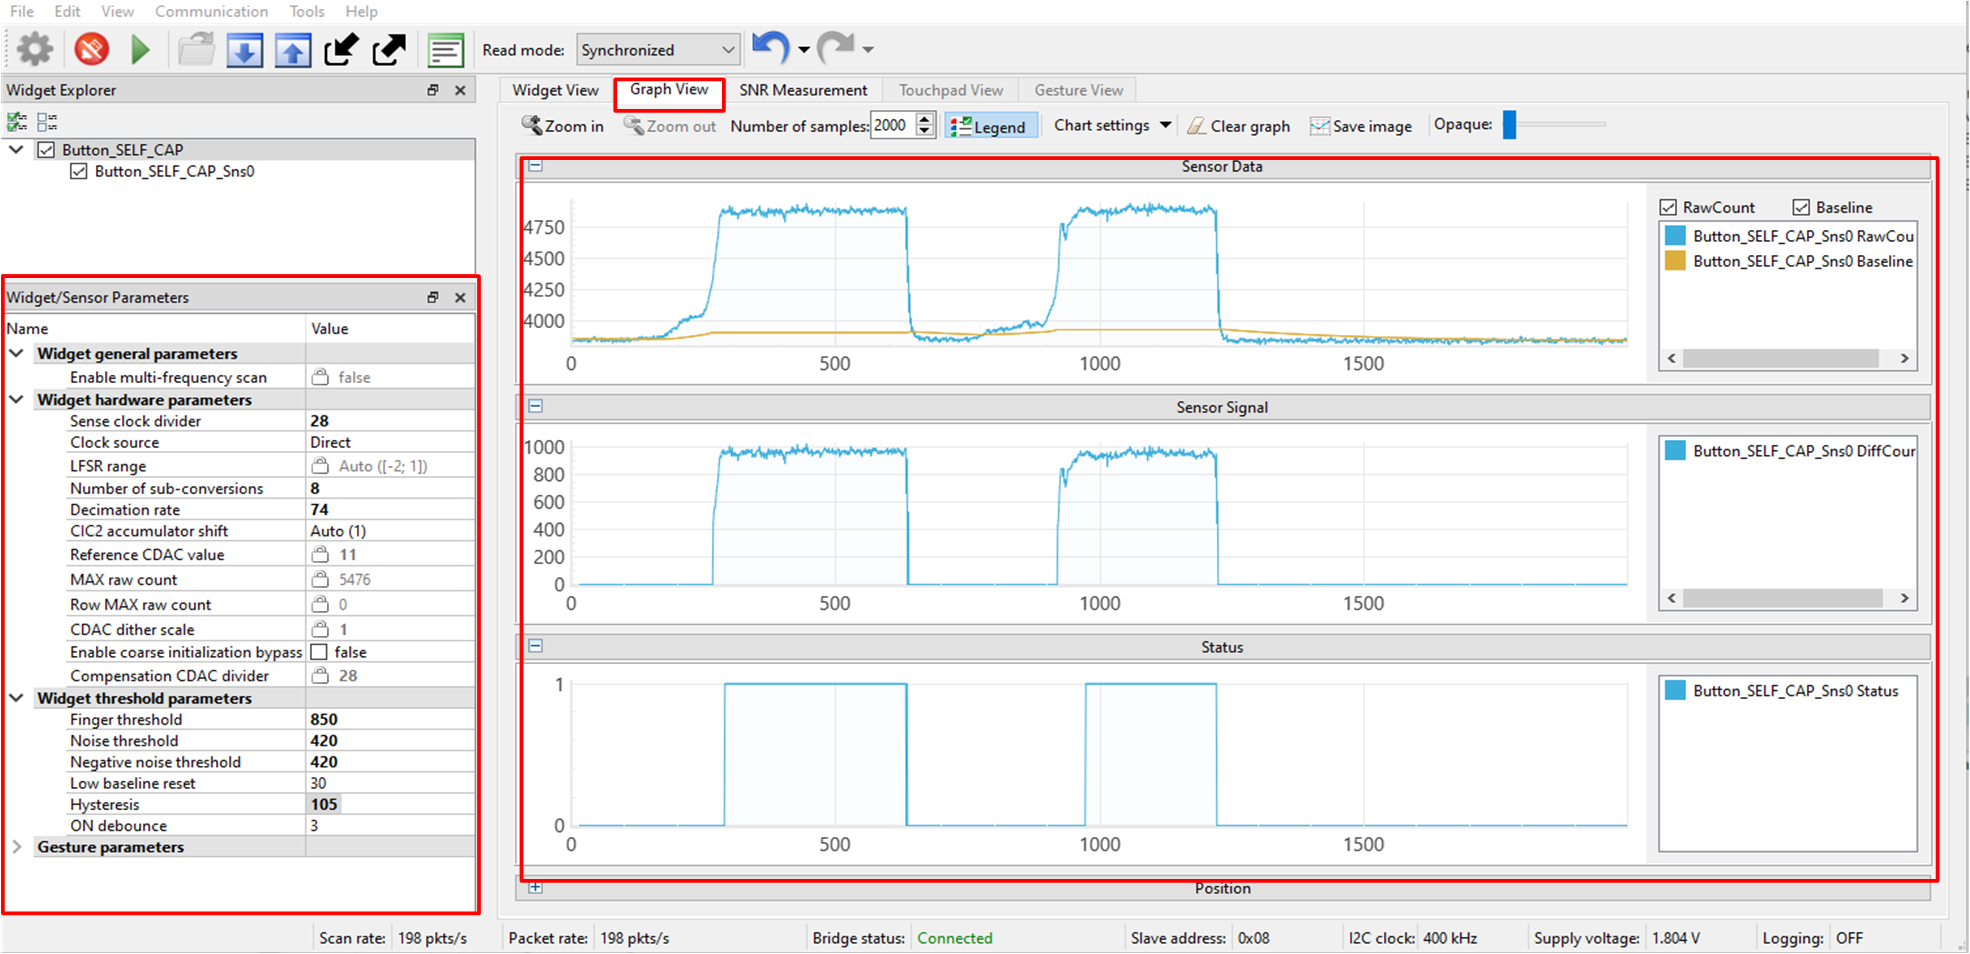 File Edit View Communication Tools Help
Read mode: Synchronized
Widget Explorer
Button_SELF_CAP
Button_SELF_CAP_Sns0
Widget/Sensor Parameters
Name Value
Widget general parameters
Enable multi-frequency scan false
Widget hardware parameters
Sense clock divider 28
Clock source Direct
LFSR range Auto ([-2; 1])
Number of sub-conversions 8
Decimation rate 74
CIC2 accumulator shift Auto (1)
Reference CDAC value 11
MAX raw count 5476
Row MAX raw count 0
CDAC dither scale 1
Enable coarse initialization bypass false
Compensation CDAC divider 28
Widget threshold parameters
Finger threshold 850
Noise threshold 420
Negative noise threshold 420
Low baseline reset 30
Hysteresis 105
ON debounce 3
Gesture parameters
Widget View Graph View SNR Measurement Touchpad View Gesture View
Zoom in Zoom out Number of samples: 2000 Legend Chart settings Clear graph Save image Opaque:
Sensor Data
4750
4500
4250
4000
0 500 1000 1500
RawCount Baseline
Button_SELF_CAP_Sns0 RawCou
Button_SELF_CAP_Sns0 Baseline
Sensor Signal
1000
800
600
400
200
0
0 500 1000 1500
Button_SELF_CAP_Sns0 DiffCour
Status
1
0
0 500 1000 1500
Button_SELF_CAP_Sns0 Status
Position
Scan rate: 198 pkts/s Packet rate: 198 pkts/s Bridge status: Connected Slave address: 0x08 I2C clock: 400 kHz Supply voltage: 1.804 V Logging: OFF